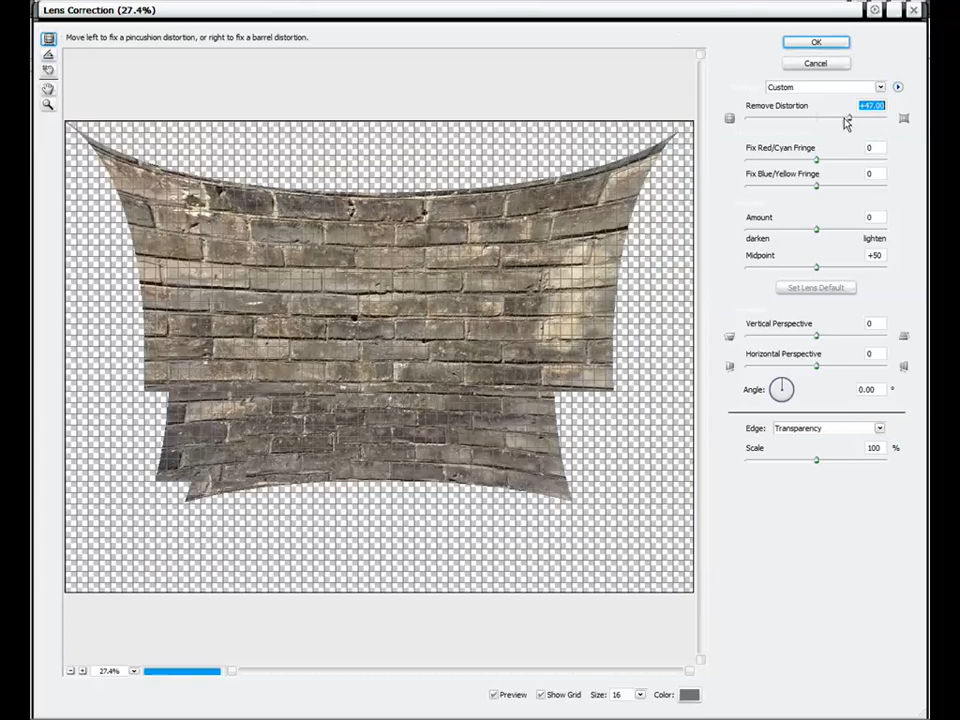 Lens Correction (27.4%)
Move left to fix a pincushion distortion, or right to fix a barrel distortion.
OK
Cancel
Custom
Remove Distortion +47.00
Fix Red/Cyan Fringe 0
Fix Blue/Yellow Fringe 0
Amount 0
darken lighten
Midpoint +50
Set Lens Default
Vertical Perspective 0
Horizontal Perspective 0
Angle: 0.00 °
Edge: Transparency
Scale 100 %
27.4%
Preview Show Grid Size: 16 Color: